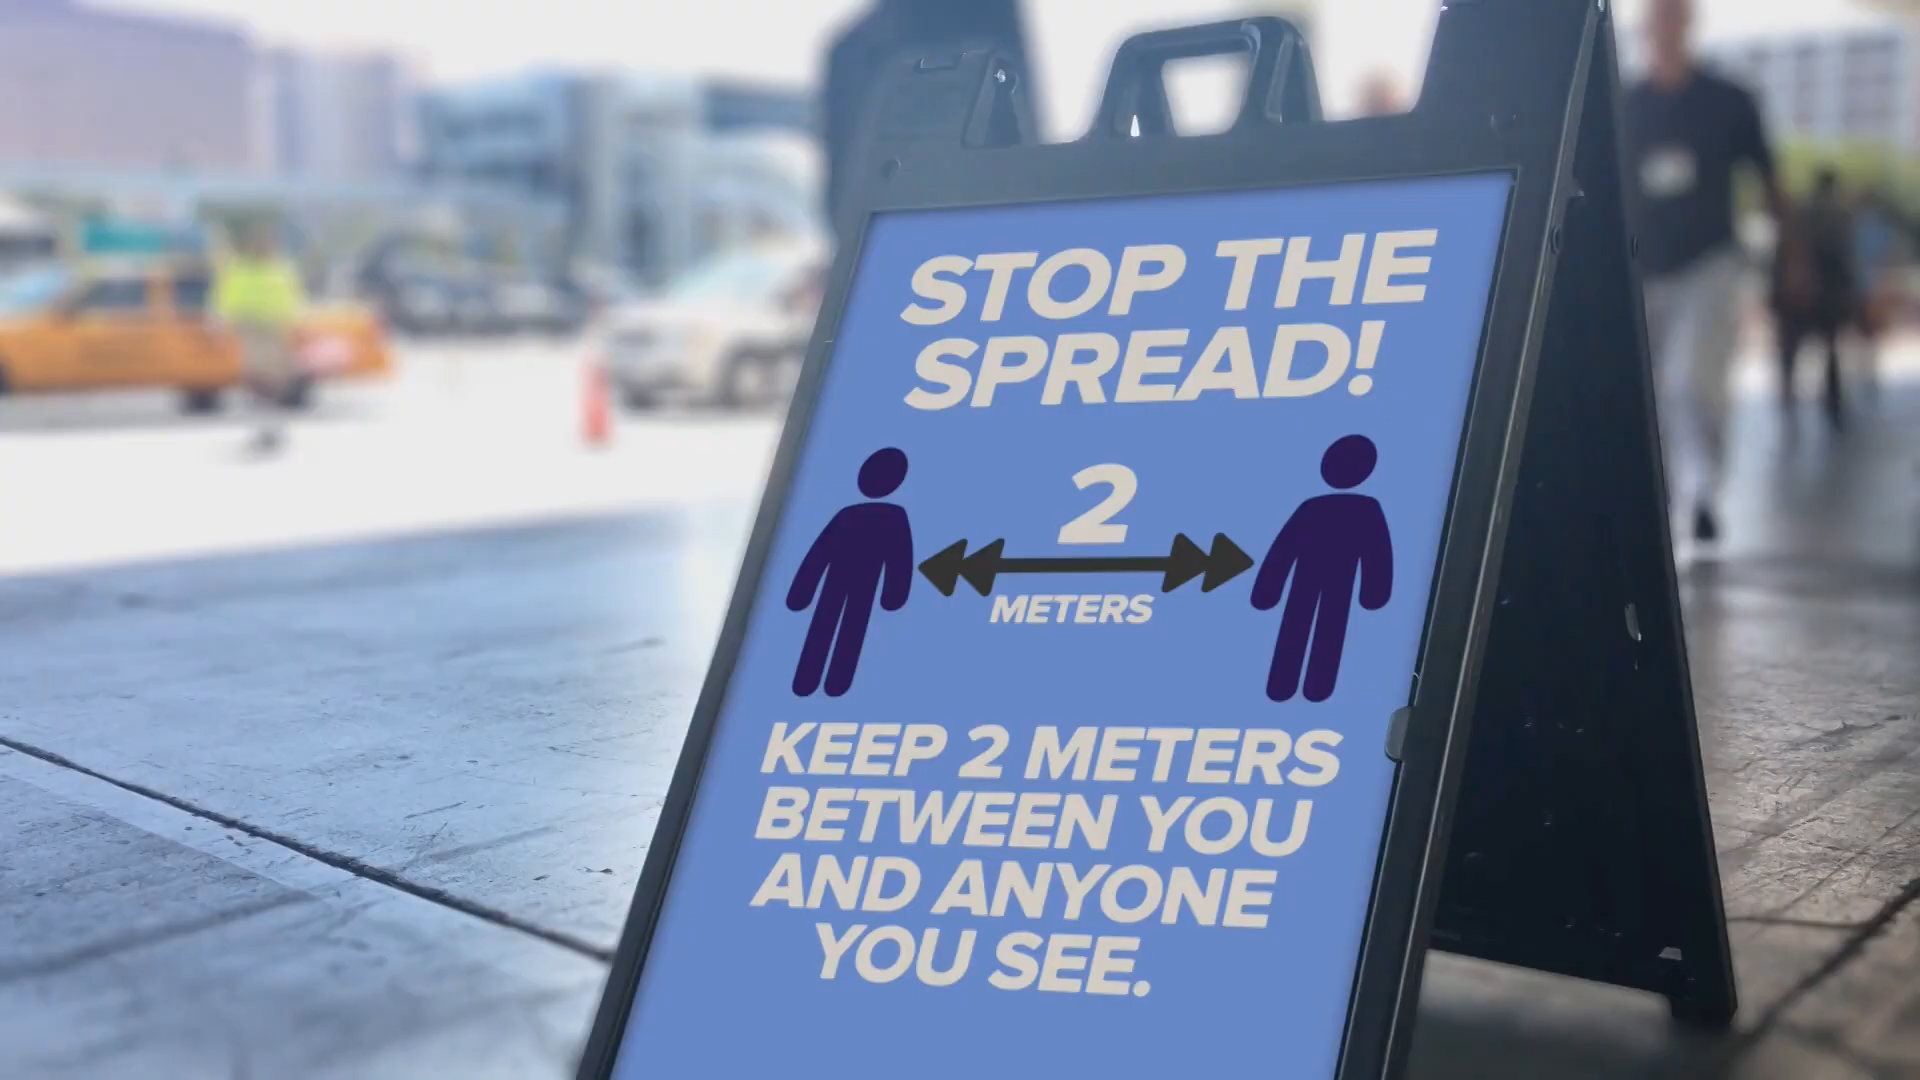 STOP THE
SPREAD!
2
METERS
KEEP 2 METERS
BETWEEN YOU
AND ANYONE
YOU SEE.